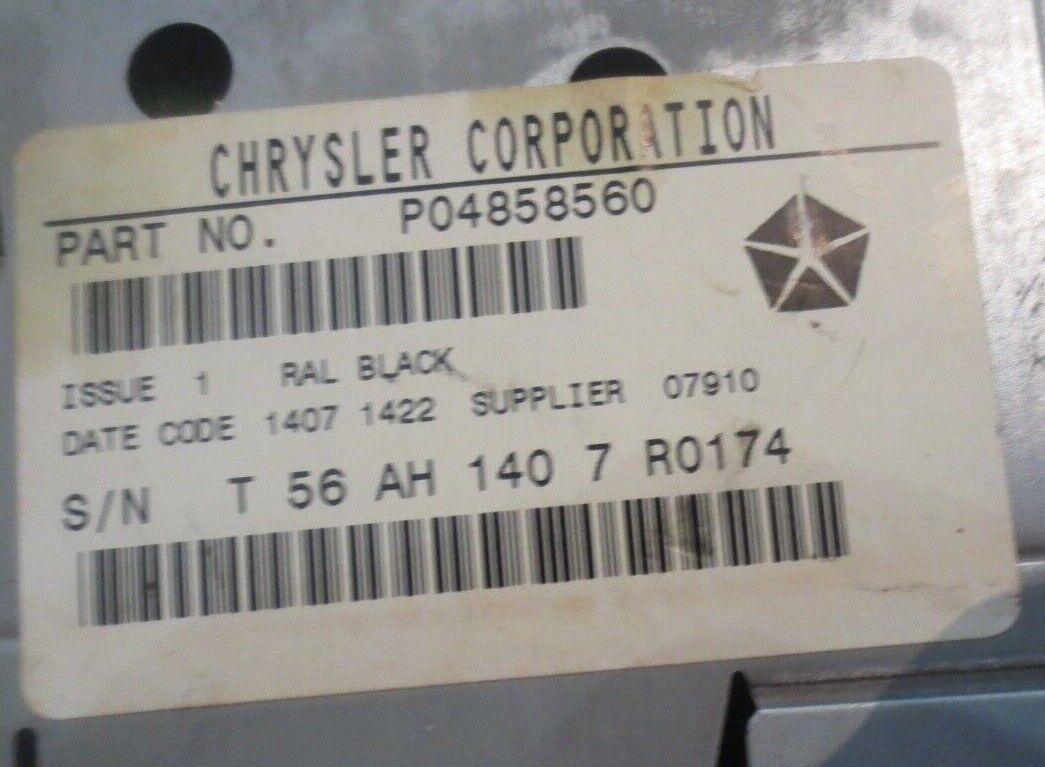 CHRYSLER CORPORATION
PART NO. P04858560
ISSUE 1 RAL BLACK
DATE CODE 1407 1422 SUPPLIER 07910
S/N T 56 AH 140 7 R0174